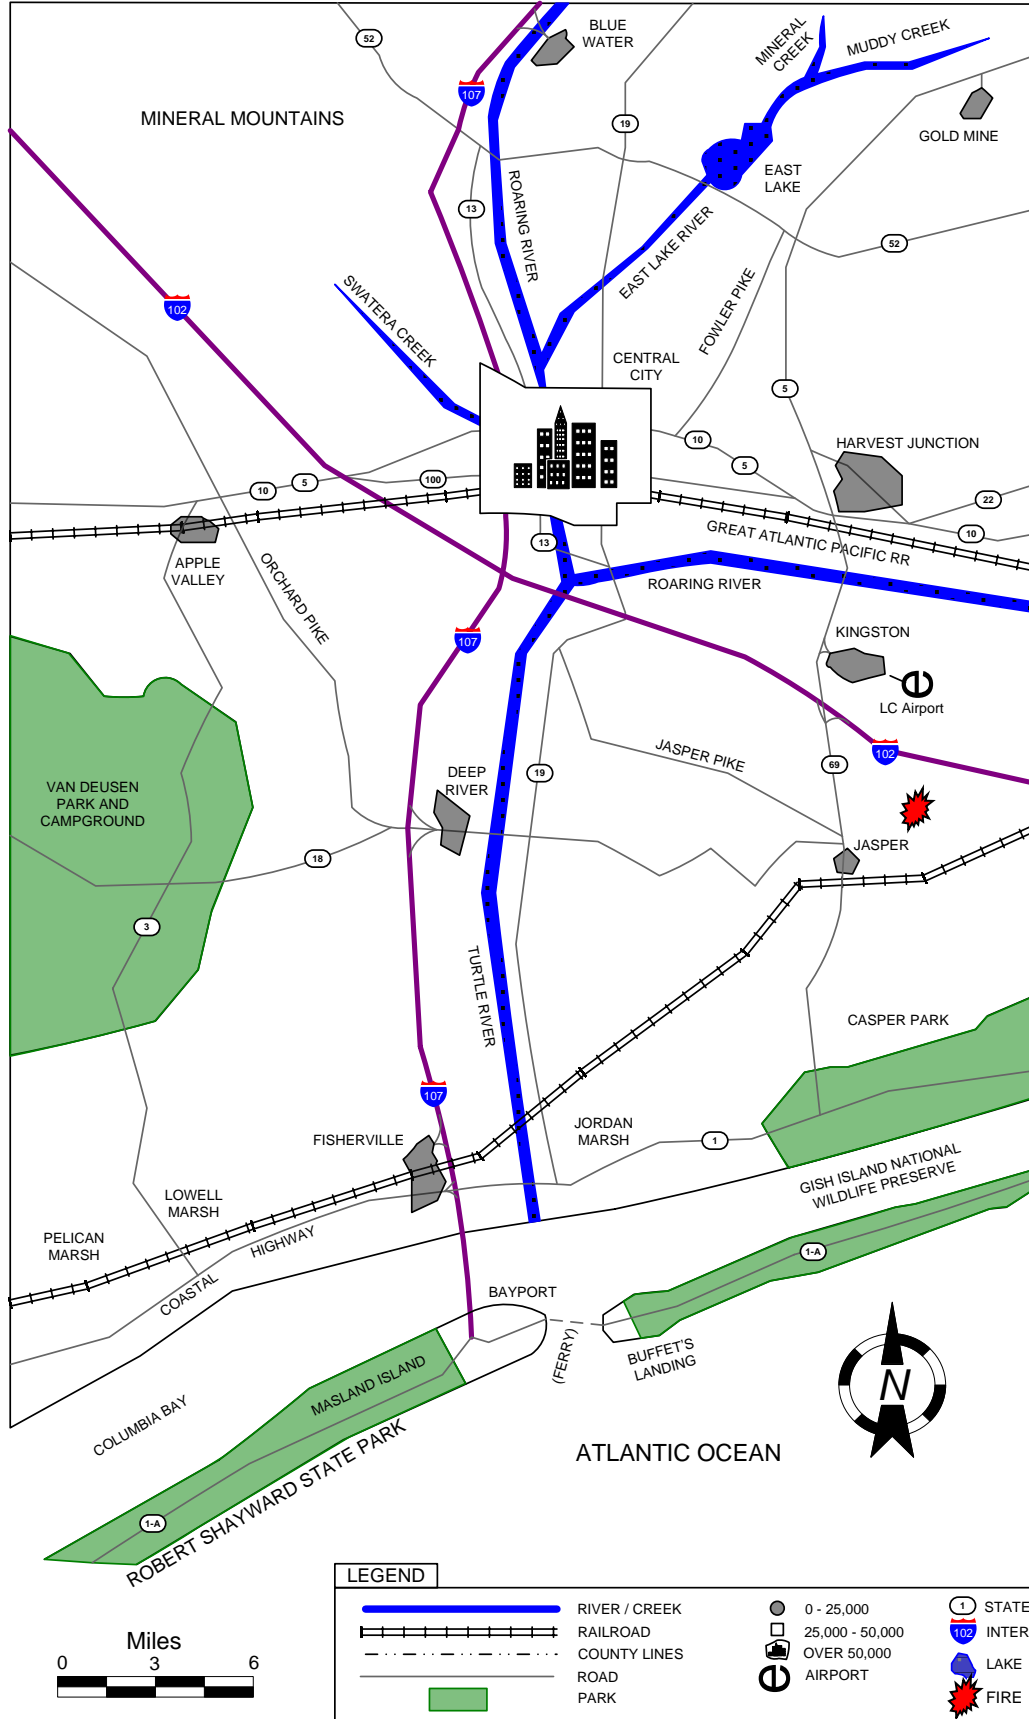 BLUE
WATER
52
MINERAL
CREEK
MUDDY CREEK
107
MINERAL MOUNTAINS
19
GOLD MINE
EAST
LAKE
ROARING RIVER
13
EAST LAKE RIVER
52
SWATERA CREEK
102
FOWLER PIKE
CENTRAL
CITY
5
10
HARVEST JUNCTION
5
100
5
10
22
10
GREAT ATLANTIC PACIFIC RR
13
APPLE
VALLEY
ORCHARD PIKE
ROARING RIVER
107
KINGSTON
LC Airport
JASPER PIKE
102
69
19
DEEP
RIVER
VAN DEUSEN
PARK AND
CAMPGROUND
JASPER
18
3
TURTLE RIVER
CASPER PARK
107
JORDAN
MARSH
1
FISHERVILLE
GISH ISLAND NATIONAL
WILDLIFE PRESERVE
LOWELL
MARSH
PELICAN
MARSH
HIGHWAY
COASTAL
1-A
BAYPORT
(FERRY)
BUFFET'S
LANDING
MASLAND ISLAND
N
COLUMBIA BAY
ATLANTIC OCEAN
1-A
ROBERT SHAYWARD STATE PARK
LEGEND
RIVER / CREEK
RAILROAD
COUNTY LINES
ROAD
PARK
0 - 25,000
25,000 - 50,000
OVER 50,000
AIRPORT
1 STATE
102 INTER
LAKE
FIRE
Miles
0 3 6